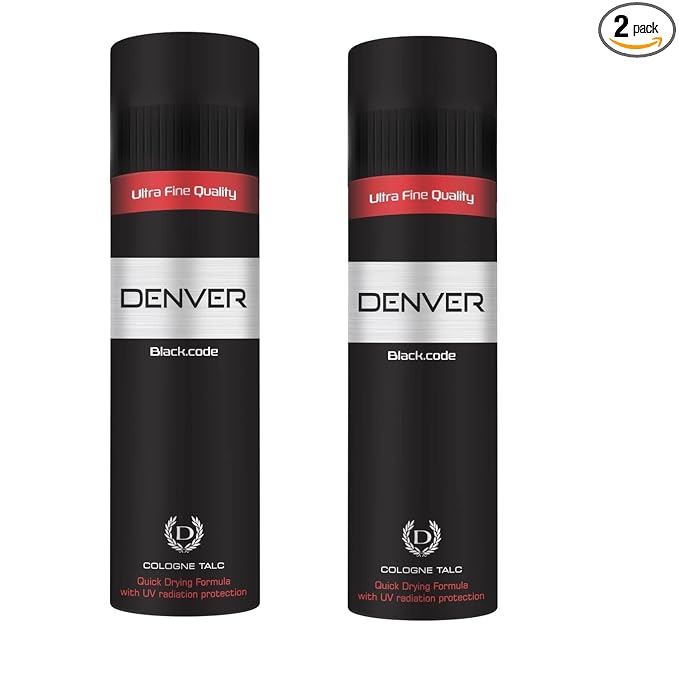 2 pack
Ultra Fine Quality
DENVER
Black.code
D
COLOGNE TALC
Quick Drying Formula
with UV radiation protection
Ultra Fine Quality
DENVER
Black.code
D
COLOGNE TALC
Quick Drying Formula
with UV radiation protection